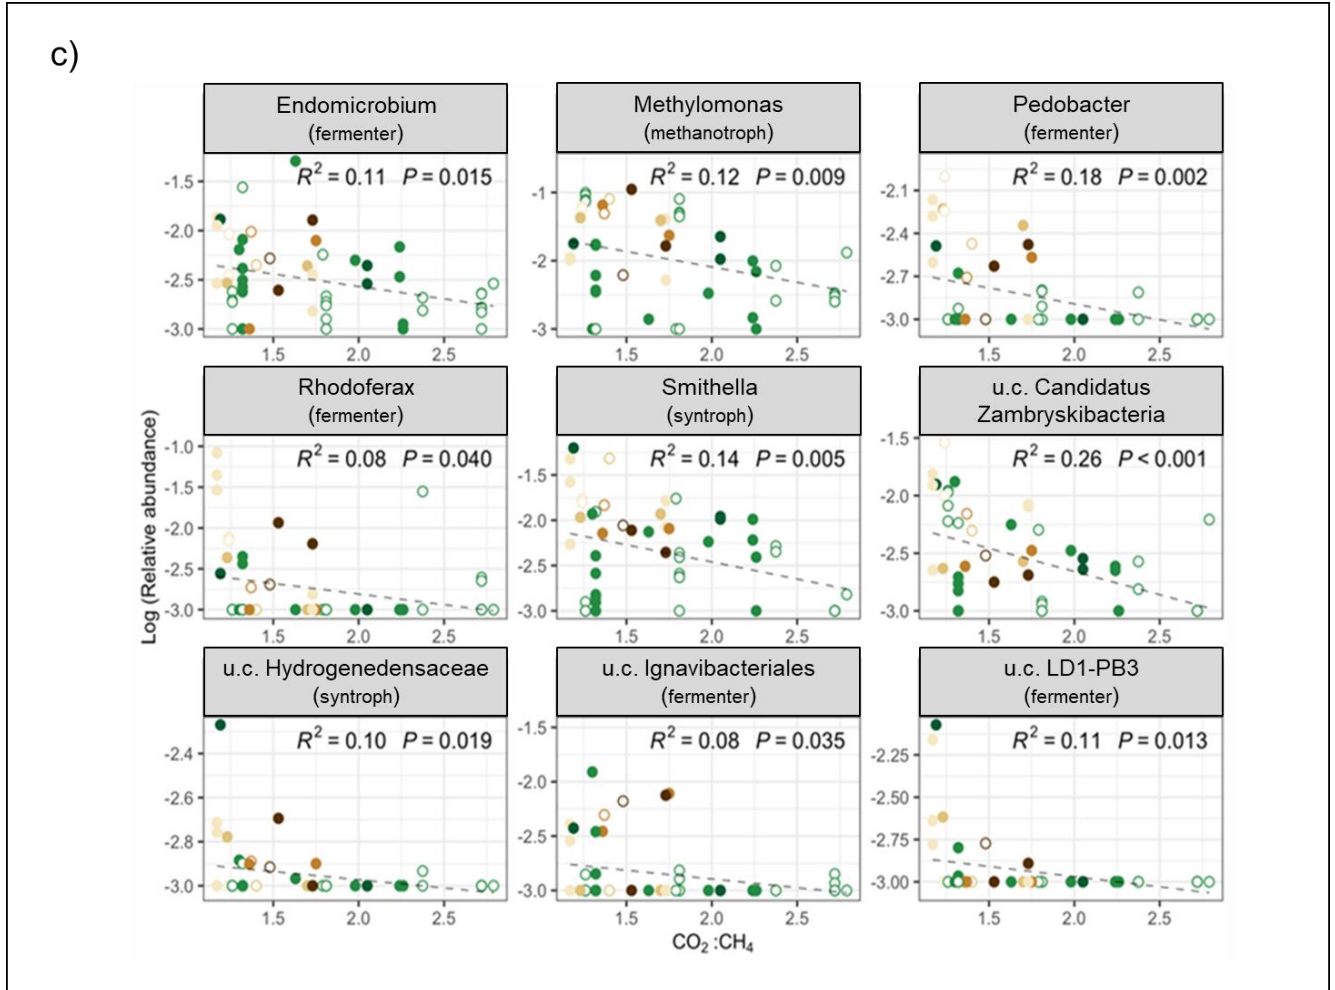 c)
Endomicrobium
(fermenter)
Methylomonas
(methanotroph)
Pedobacter
(fermenter)
R² = 0.11 P = 0.015
-1.5
-2.0
-2.5
-3.0
1.5 2.0 2.5
R² = 0.12 P = 0.009
-1
-2
-3
1.5 2.0 2.5
R² = 0.18 P = 0.002
-2.1
-2.4
-2.7
-3.0
1.5 2.0 2.5
Log (Relative abundance)
Rhodoferax
(fermenter)
Smithella
(syntroph)
u.c. Candidatus
Zambryskibacteria
R² = 0.08 P = 0.040
-1.0
-1.5
-2.0
-2.5
-3.0
1.5 2.0 2.5
R² = 0.14 P = 0.005
-1.5
-2.0
-2.5
-3.0
1.5 2.0 2.5
R² = 0.26 P < 0.001
-1.5
-2.0
-2.5
-3.0
1.5 2.0 2.5
u.c. Hydrogenedensaceae
(syntroph)
u.c. Ignavibacteriales
(fermenter)
u.c. LD1-PB3
(fermenter)
R² = 0.10 P = 0.019
-2.4
-2.6
-2.8
-3.0
1.5 2.0 2.5
R² = 0.08 P = 0.035
-1.5
-2.0
-2.5
-3.0
1.5 2.0 2.5
R² = 0.11 P = 0.013
-2.25
-2.50
-2.75
-3.00
1.5 2.0 2.5
CO₂ :CH₄